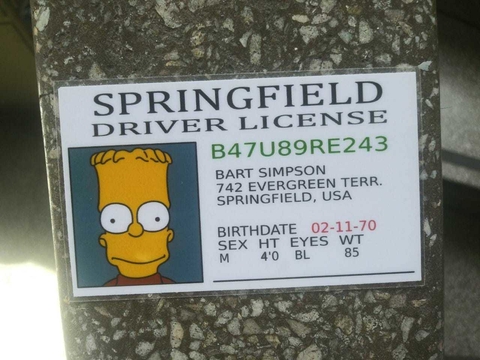 SPRINGFIELD
DRIVER LICENSE
B47U89RE243
BART SIMPSON
742 EVERGREEN TERR.
SPRINGFIELD, USA
BIRTHDATE 02-11-70
SEX HT EYES WT
M 4'0 BL 85